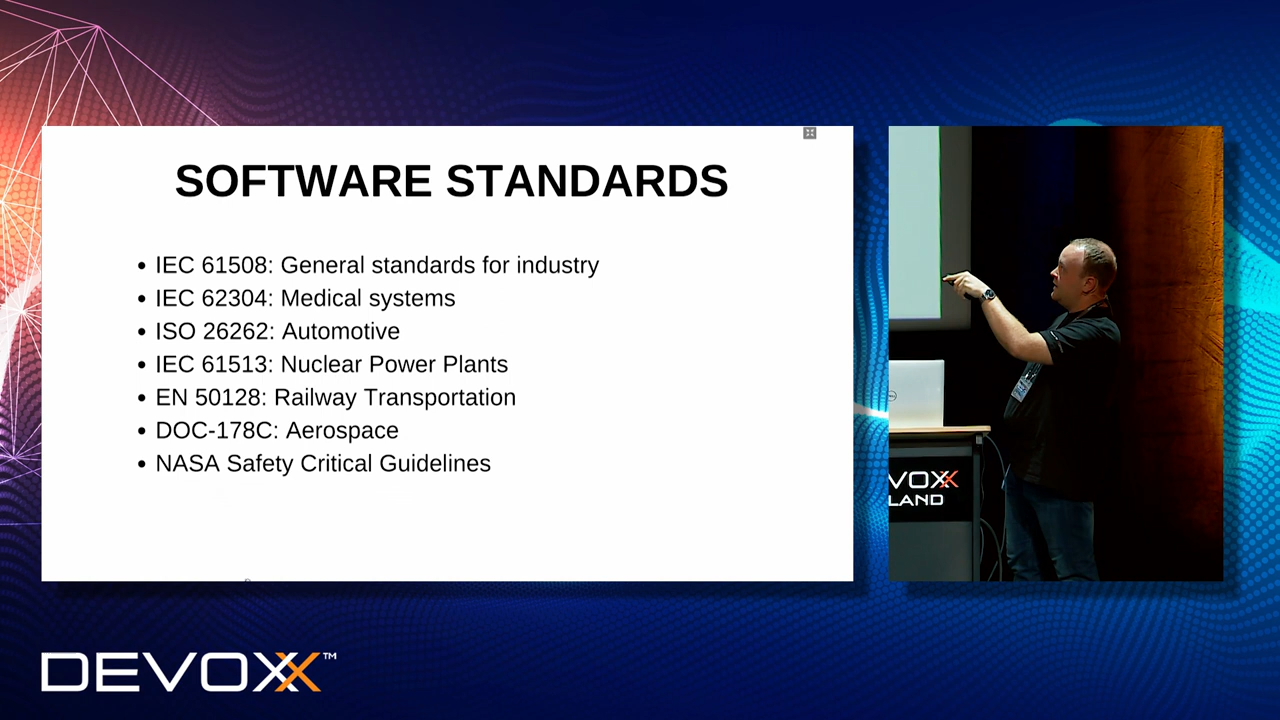 SOFTWARE STANDARDS
• IEC 61508: General standards for industry
• IEC 62304: Medical systems
• ISO 26262: Automotive
• IEC 61513: Nuclear Power Plants
• EN 50128: Railway Transportation
• DOC-178C: Aerospace
• NASA Safety Critical Guidelines
VOXX
LAND
DEVOXX™